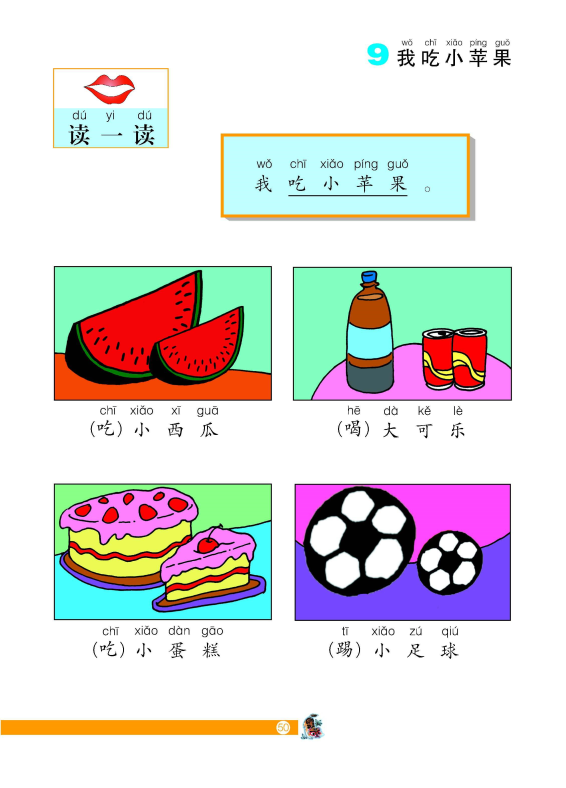 wǒ chī xiǎo píng guǒ
9 我吃小苹果
dú yi dú
读一读
wǒ chī xiǎo píng guǒ
我吃小苹果。
chī xiǎo xī guā
（吃）小西瓜
hē dà kě lè
（喝）大可乐
chī xiǎo dàn gāo
（吃）小蛋糕
tī xiǎo zú qiú
（踢）小足球
50